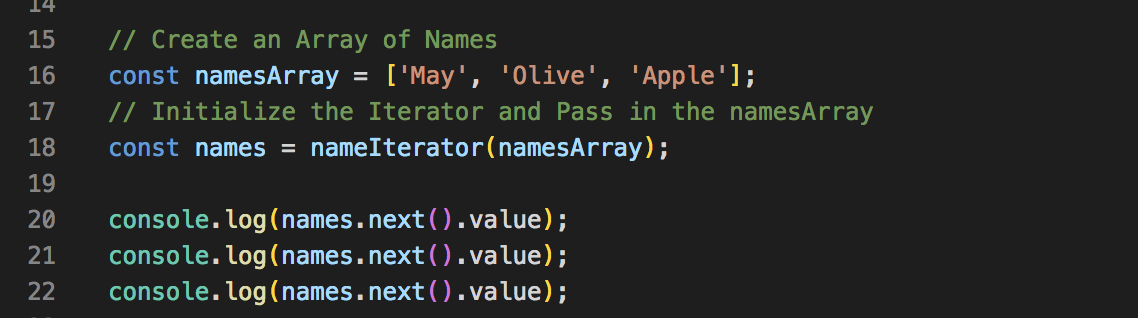 14
15 // Create an Array of Names
16 const namesArray = ['May', 'Olive', 'Apple'];
17 // Initialize the Iterator and Pass in the namesArray
18 const names = nameIterator(namesArray);
19
20 console.log(names.next().value);
21 console.log(names.next().value);
22 console.log(names.next().value);